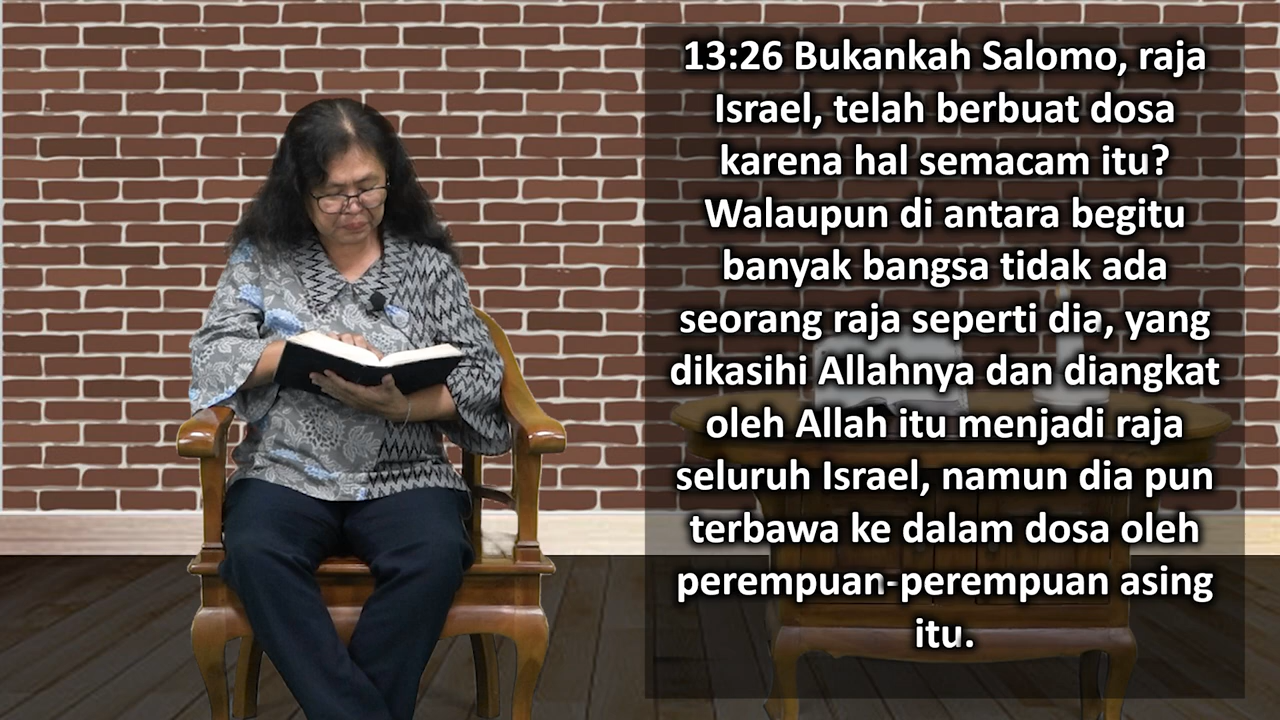 13:26 Bukankah Salomo, raja
Israel, telah berbuat dosa
karena hal semacam itu?
Walaupun di antara begitu
banyak bangsa tidak ada
seorang raja seperti dia, yang
dikasihi Allahnya dan diangkat
oleh Allah itu menjadi raja
seluruh Israel, namun dia pun
terbawa ke dalam dosa oleh
perempuan-perempuan asing
itu.